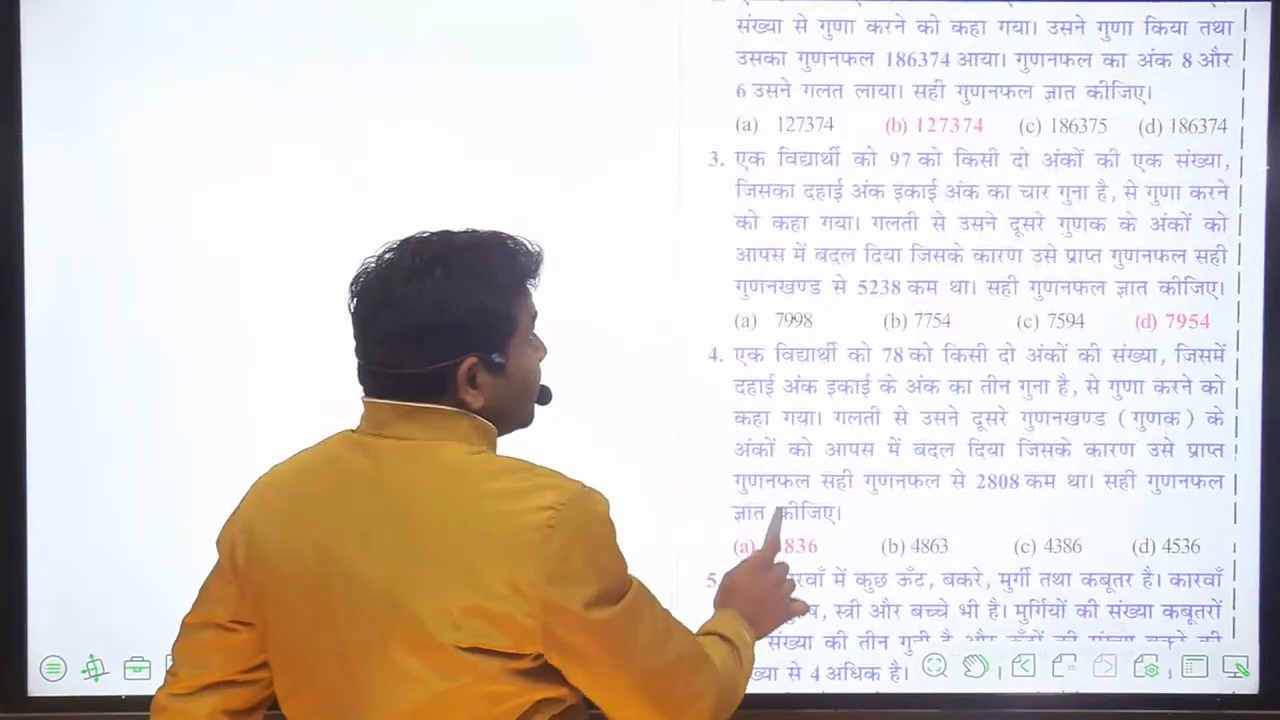 संख्या से गुणा करने को कहा गया। उसने गुणा किया तथा
उसका गुणनफल 186374 आया। गुणनफल का अंक 8 और
6 उसने गलत लाया। सही गुणनफल ज्ञात कीजिए।
(a) 127374 (b) 127374 (c) 186375 (d) 186374
3. एक विद्यार्थी को 97 को किसी दो अंकों की एक संख्या,
जिसका दहाई अंक इकाई अंक का चार गुना है, से गुणा करने
को कहा गया। गलती से उसने दूसरे गुणक के अंकों को
आपस में बदल दिया जिसके कारण उसे प्राप्त गुणनफल सही
गुणनखण्ड से 5238 कम था। सही गुणनफल ज्ञात कीजिए।
(a) 7998 (b) 7754 (c) 7594 (d) 7954
4. एक विद्यार्थी को 78 को किसी दो अंकों की संख्या, जिसमें
दहाई अंक इकाई के अंक का तीन गुना है, से गुणा करने को
कहा गया। गलती से उसने दूसरे गुणनखण्ड ( गुणक ) के
अंकों को आपस में बदल दिया जिसके कारण उसे प्राप्त
गुणनफल सही गुणनफल से 2808 कम था। सही गुणनफल
ज्ञात कीजिए।
(a) 836 (b) 4863 (c) 4386 (d) 4536
5. में कुछ ऊँट, बकरे, मुर्गी तथा कबूतर है। कारवाँ
स्त्री और बच्चे भी है। मुर्गियों की संख्या कबूतरों
संख्या की तीन गुनी है और
से 4 अधिक है।